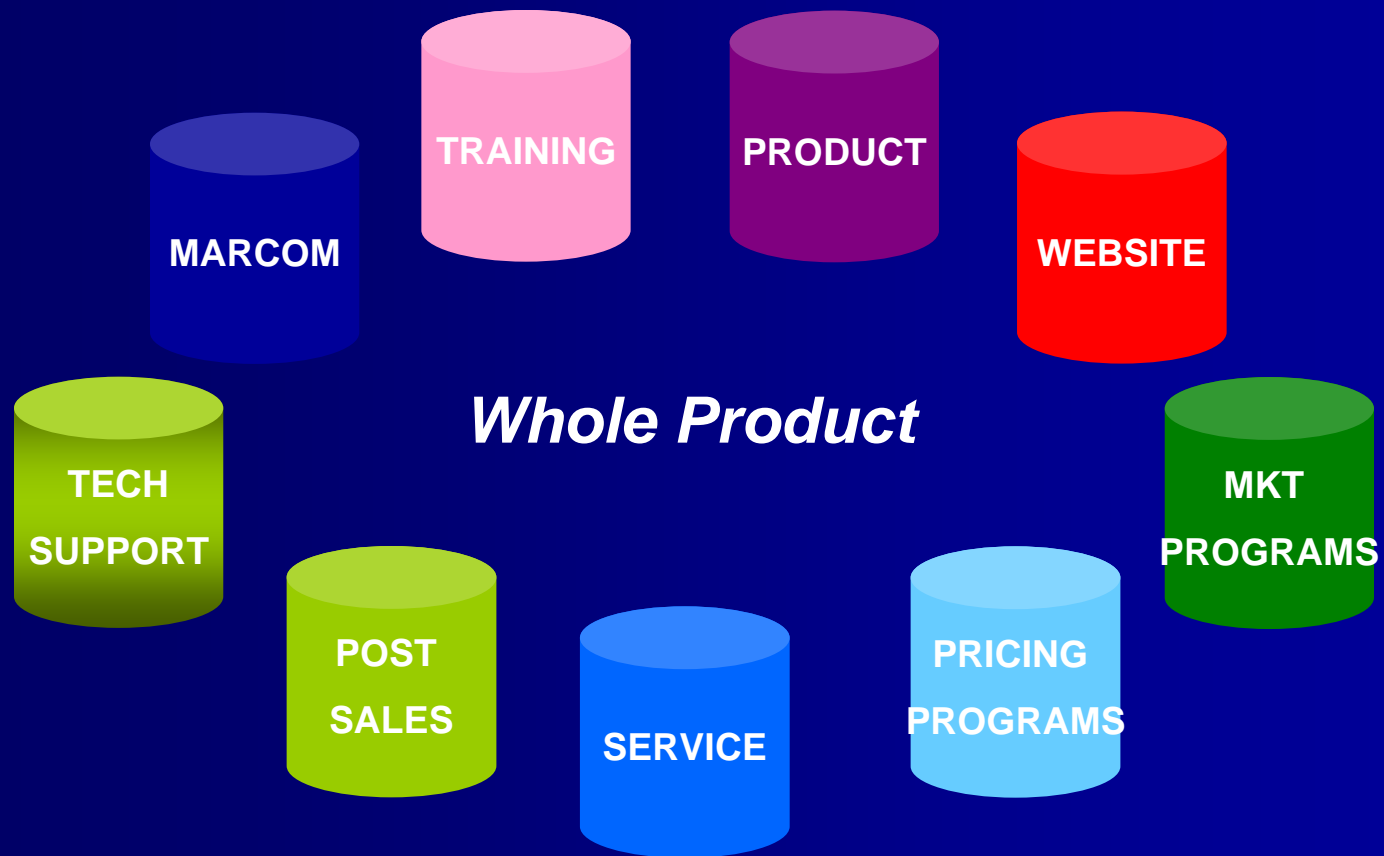 TRAINING
PRODUCT
MARCOM
WEBSITE
Whole Product
TECH
SUPPORT
MKT
PROGRAMS
POST
SALES
SERVICE
PRICING
PROGRAMS